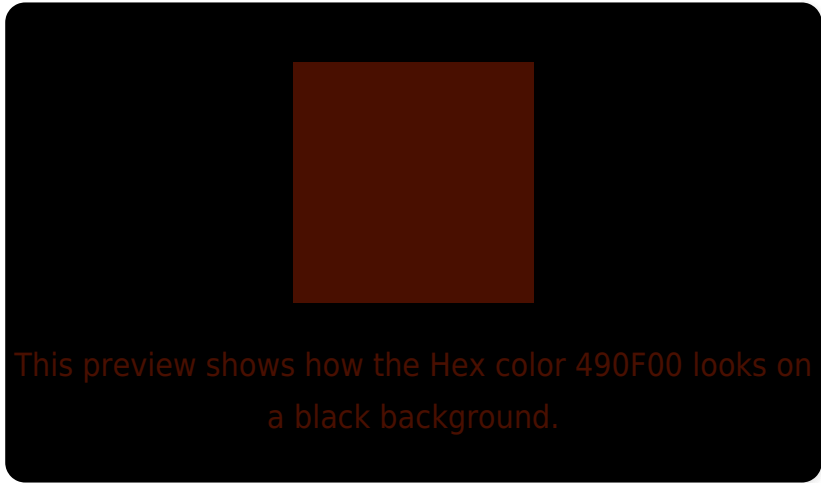 This preview shows how the Hex color 490F00 looks on
a black background.